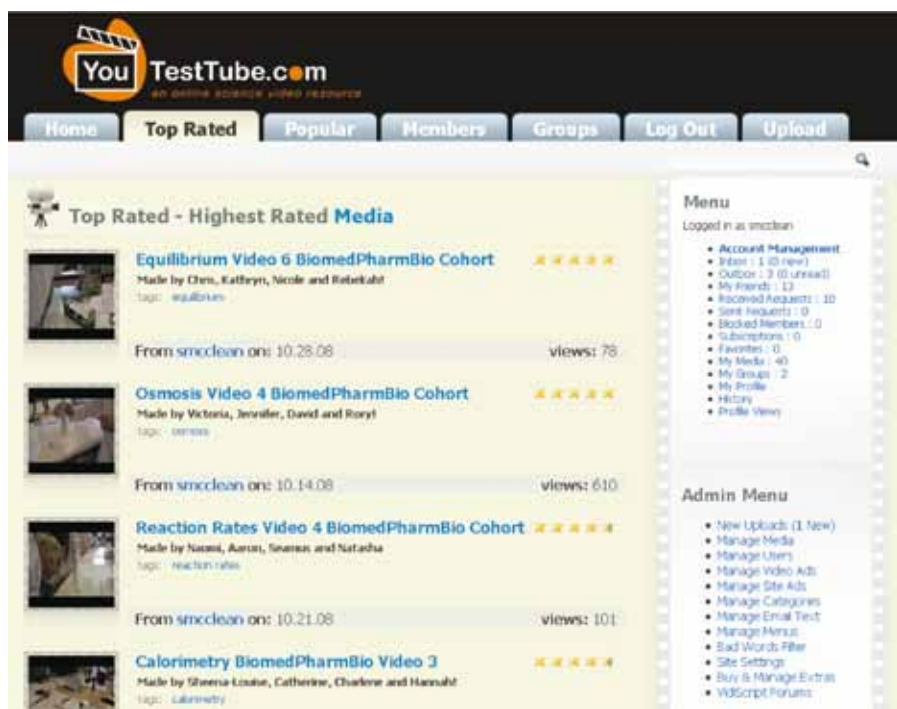 You TestTube.com
an online science video resource
Home Top Rated Popular Members Groups Log Out Upload
Top Rated - Highest Rated Media
Equilibrium Video 6 BiomedPharmBio Cohort
Made by Chris, Kathryn, Nicole and Rebekah!
tags: equilibrium
From smcclean on: 10.28.08 views: 78
Osmosis Video 4 BiomedPharmBio Cohort
Made by Victoria, Jennifer, David and Rory!
tags: osmosis
From smcclean on: 10.14.08 views: 610
Reaction Rates Video 4 BiomedPharmBio Cohort
Made by Naomi, Aaron, Seamus and Natasha
tags: reaction rates
From smcclean on: 10.21.08 views: 101
Calorimetry BiomedPharmBio Video 3
Made by Sheena-Louise, Catherine, Charlene and Hannah!
tags: calorimetry
Menu
Logged in as smcclean
Account Management
Inbox : 1 (0 new)
Outbox : 3 (0 unread)
My Friends : 13
Received Requests : 10
Sent Requests : 0
Blocked Members : 0
Subscriptions : 0
Favorites : 0
My Media : 40
My Groups : 2
My Profile
History
Profile Views
Admin Menu
New Uploads (1 New)
Manage Media
Manage Users
Manage Video Ads
Manage Site Ads
Manage Categories
Manage Email Text
Manage Menus
Bad Words Filter
Site Settings
Buy & Manage Extras
VidiScript Forums